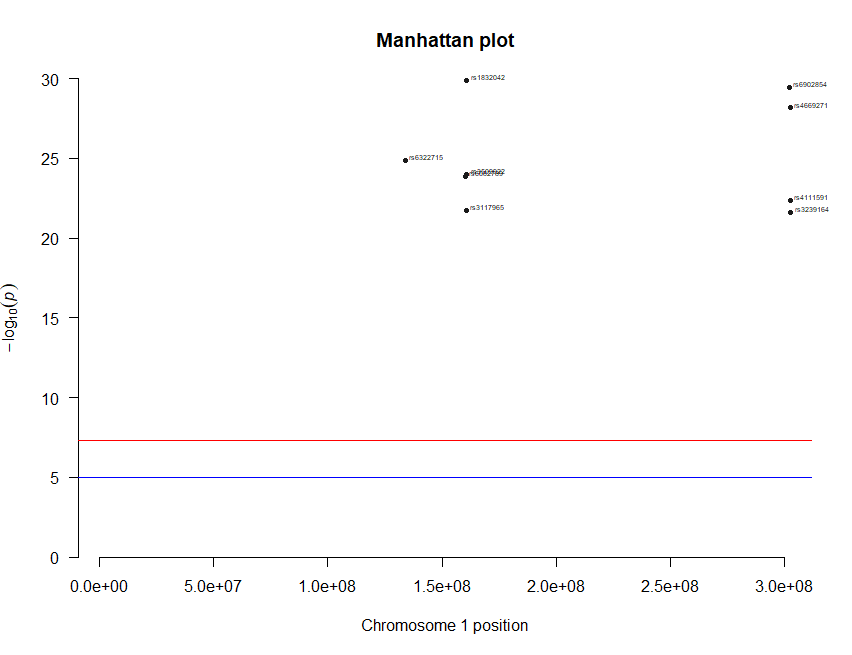 Manhattan plot
30
rs1832042
rs6902854
rs4669271
25
rs6322715
rs3117965
rs4111591
rs3239164
20
15
−log10(p)
10
5
0
0.0e+00 5.0e+07 1.0e+08 1.5e+08 2.0e+08 2.5e+08 3.0e+08
Chromosome 1 position